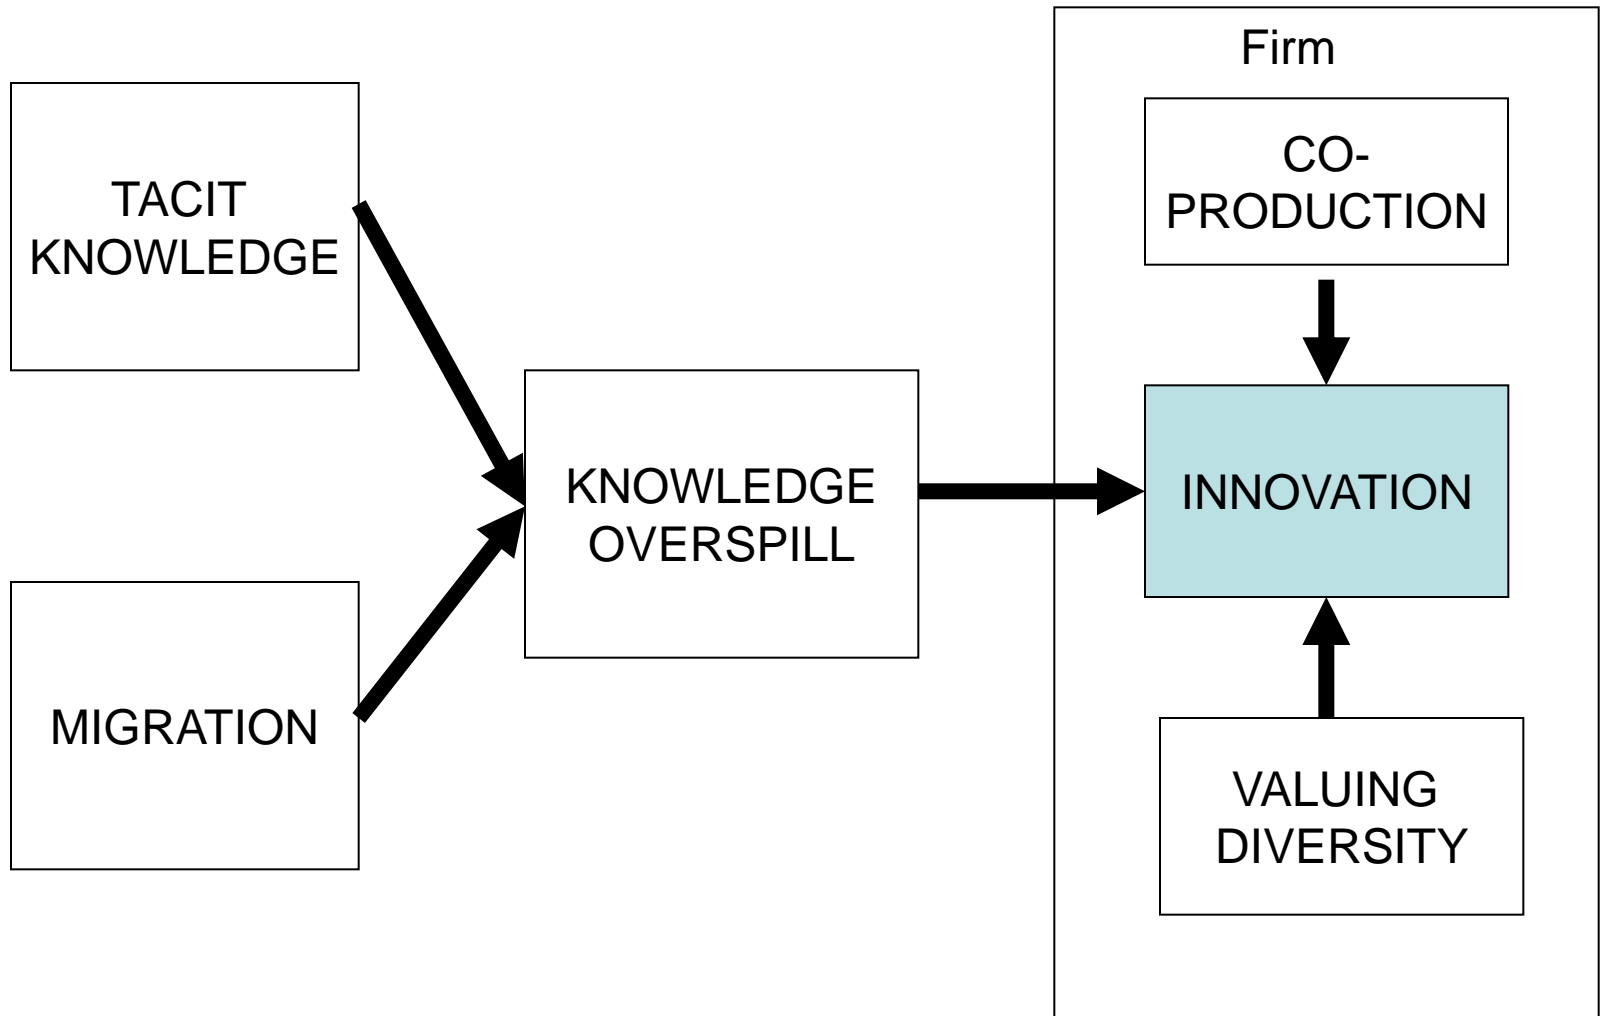 Firm
TACIT
KNOWLEDGE
CO-
PRODUCTION
KNOWLEDGE
OVERSPILL
INNOVATION
MIGRATION
VALUING
DIVERSITY